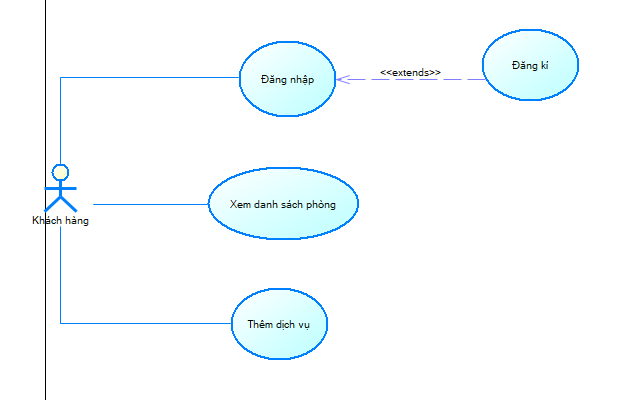 Đăng nhập
<<extends>>
Đăng kí
Khách hàng
Xem danh sách phòng
Thêm dịch vụ